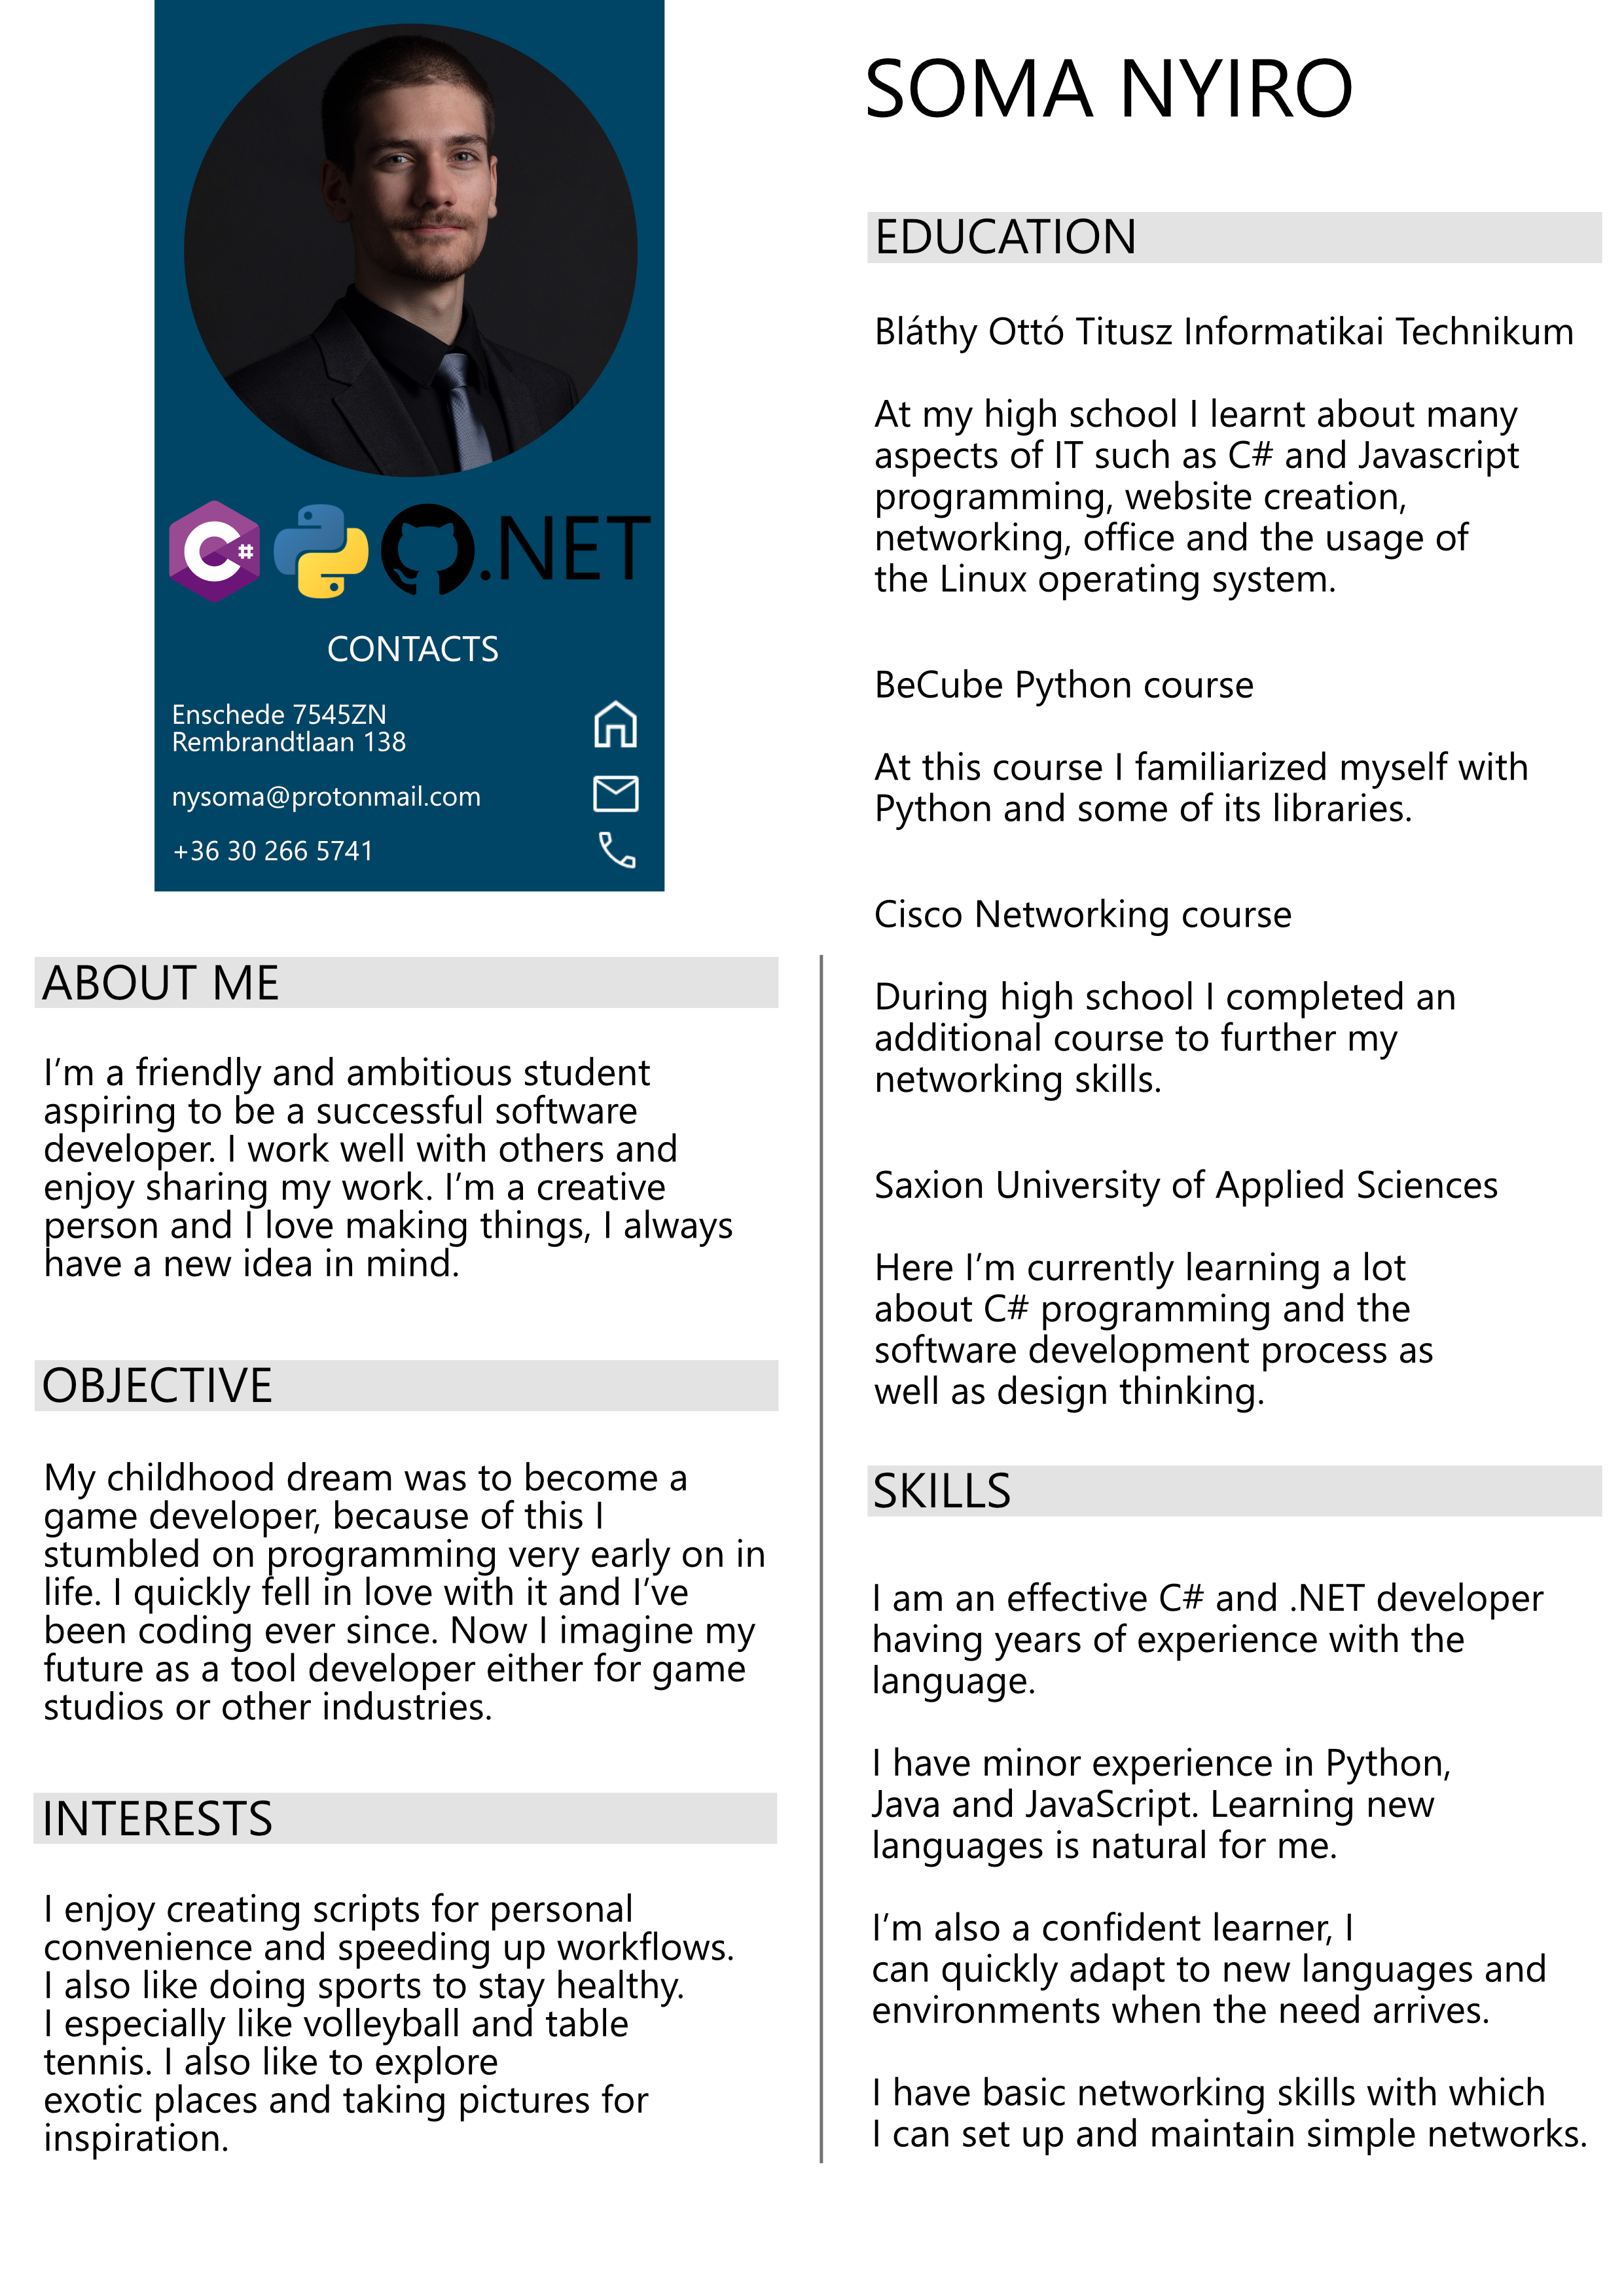 SOMA NYIRO
.NET
CONTACTS
Enschede 7545ZN
Rembrandtlaan 138
nysoma@protonmail.com
+36 30 266 5741
ABOUT ME
I’m a friendly and ambitious student
aspiring to be a successful software
developer. I work well with others and
enjoy sharing my work. I’m a creative
person and I love making things, I always
have a new idea in mind.
OBJECTIVE
My childhood dream was to become a
game developer, because of this I
stumbled on programming very early on in
life. I quickly fell in love with it and I’ve
been coding ever since. Now I imagine my
future as a tool developer either for game
studios or other industries.
INTERESTS
I enjoy creating scripts for personal
convenience and speeding up workflows.
I also like doing sports to stay healthy.
I especially like volleyball and table
tennis. I also like to explore
exotic places and taking pictures for
inspiration.
EDUCATION
Bláthy Ottó Titusz Informatikai Technikum
At my high school I learnt about many
aspects of IT such as C# and Javascript
programming, website creation,
networking, office and the usage of
the Linux operating system.
BeCube Python course
At this course I familiarized myself with
Python and some of its libraries.
Cisco Networking course
During high school I completed an
additional course to further my
networking skills.
Saxion University of Applied Sciences
Here I’m currently learning a lot
about C# programming and the
software development process as
well as design thinking.
SKILLS
I am an effective C# and .NET developer
having years of experience with the
language.
I have minor experience in Python,
Java and JavaScript. Learning new
languages is natural for me.
I’m also a confident learner, I
can quickly adapt to new languages and
environments when the need arrives.
I have basic networking skills with which
I can set up and maintain simple networks.